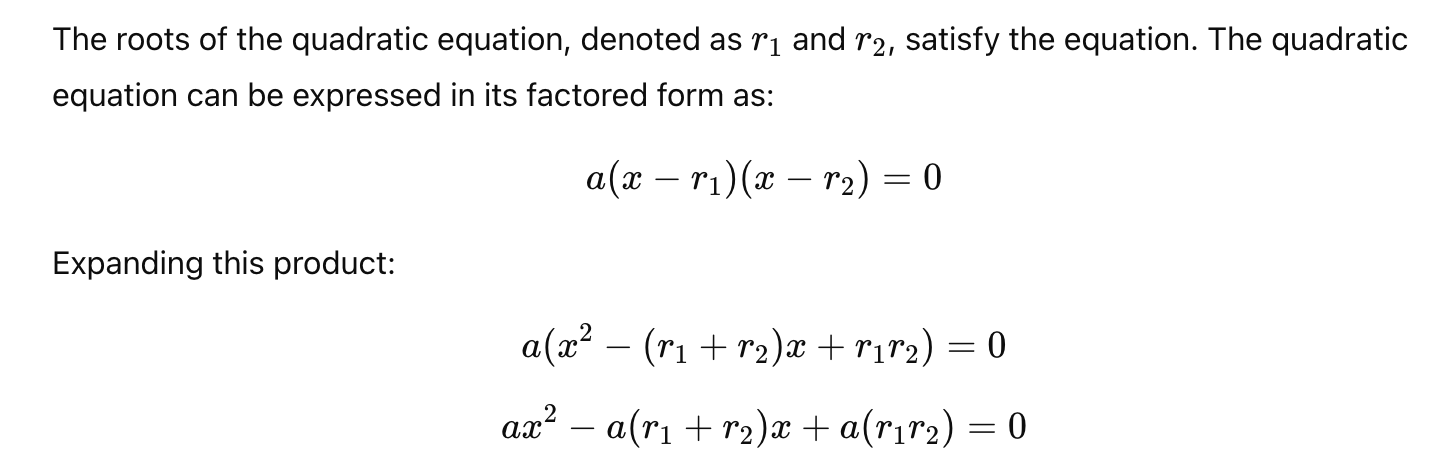 The roots of the quadratic equation, denoted as r₁ and r₂, satisfy the equation. The quadratic
equation can be expressed in its factored form as:
a(x − r₁)(x − r₂) = 0
Expanding this product:
a(x² − (r₁ + r₂)x + r₁r₂) = 0
ax² − a(r₁ + r₂)x + a(r₁r₂) = 0